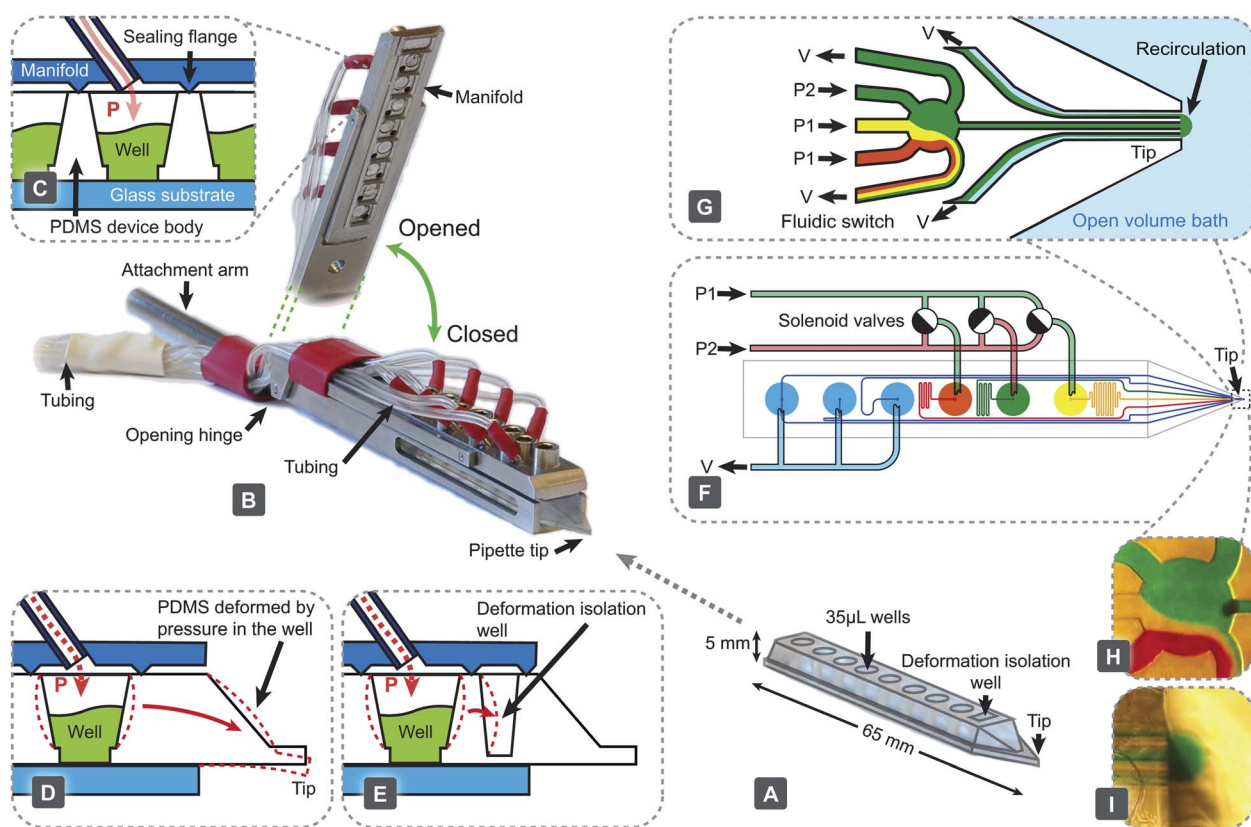 Sealing flange
Manifold
P
Well
Glass substrate
C
PDMS device body
Manifold
Opened
Closed
Attachment arm
Tubing
Opening hinge
Tubing
B
Pipette tip
V
P2
P1
P1
V
V
V
Recirculation
Tip
G
Fluidic switch
Open volume bath
P1
Solenoid valves
P2
Tip
V
F
PDMS deformed by
pressure in the well
P
Well
Tip
D
Deformation isolation
well
P
Well
E
35µL wells
5 mm
Deformation isolation
well
Tip
65 mm
A
H
I